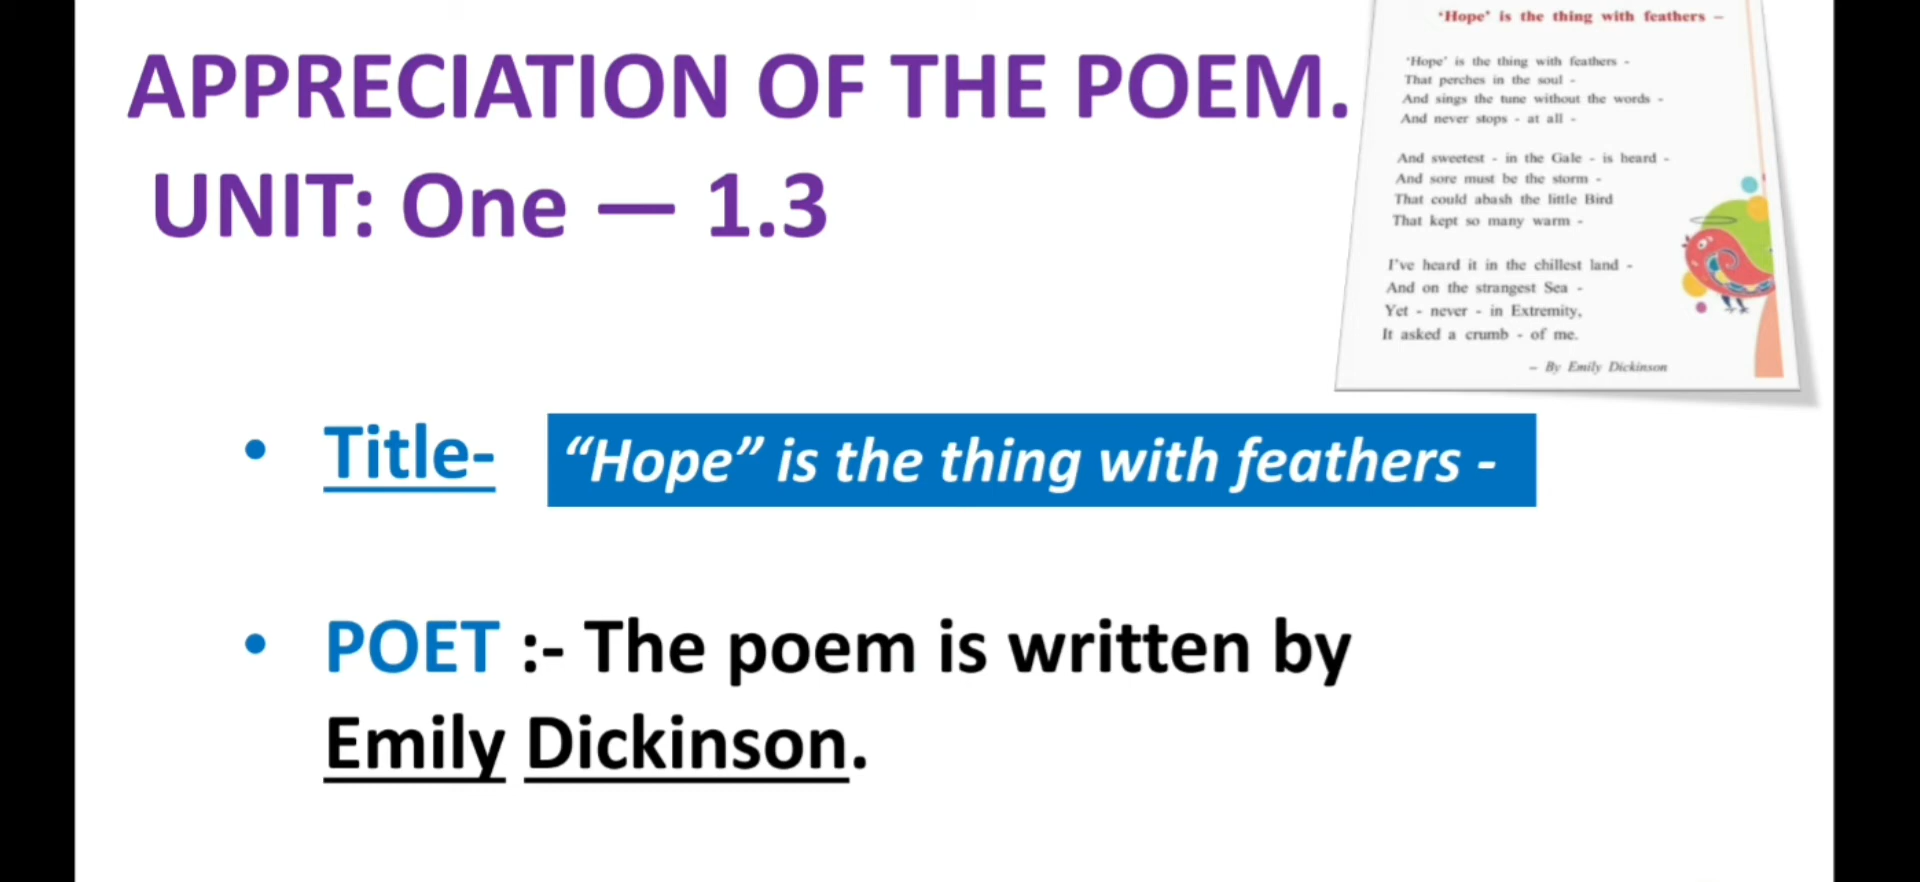 APPRECIATION OF THE POEM.
UNIT: One — 1.3
'Hope' is the thing with feathers –
'Hope' is the thing with feathers -
That perches in the soul -
And sings the tune without the words -
And never stops - at all -
And sweetest - in the Gale - is heard -
And sore must be the storm -
That could abash the little Bird
That kept so many warm -
I've heard it in the chillest land -
And on the strangest Sea -
Yet - never - in Extremity,
It asked a crumb - of me.
– By Emily Dickinson
• Title- “Hope” is the thing with feathers -
• POET :- The poem is written by
Emily Dickinson.